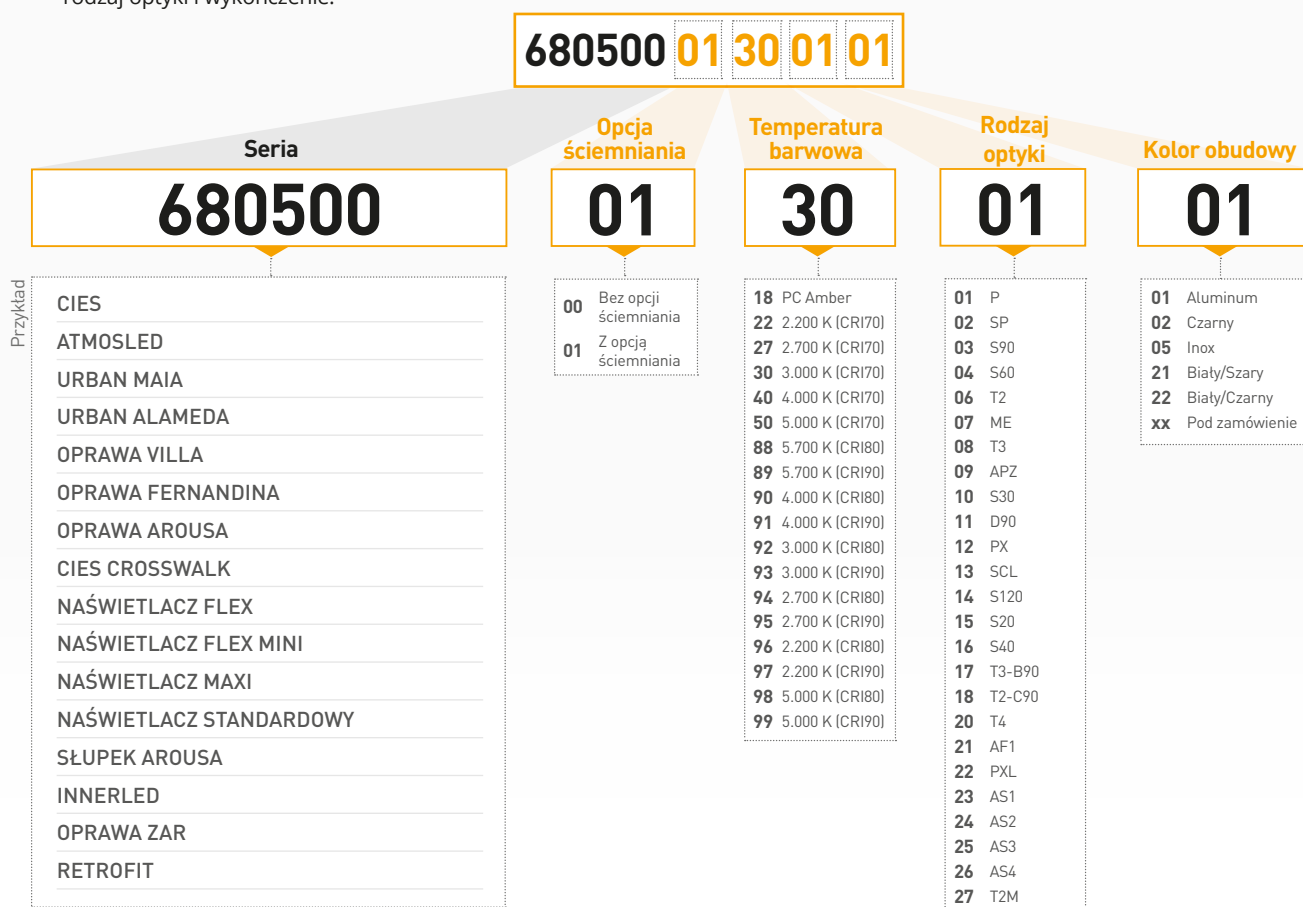 rodzaj optyki i wykończenie.
680500 01 30 01 01
Seria
680500
Przykład
CIES
ATMOSLED
URBAN MAIA
URBAN ALAMEDA
OPRAWA VILLA
OPRAWA FERNANDINA
OPRAWA AROUSA
CIES CROSSWALK
NAŚWIETLACZ FLEX
NAŚWIETLACZ FLEX MINI
NAŚWIETLACZ MAXI
NAŚWIETLACZ STANDARDOWY
SŁUPEK AROUSA
INNERLED
OPRAWA ZAR
RETROFIT
Opcja
ściemniania
01
00 Bez opcji
ściemniania
01 Z opcją
ściemniania
Temperatura
barwowa
30
18 PC Amber
22 2.200 K (CRI70)
27 2.700 K (CRI70)
30 3.000 K (CRI70)
40 4.000 K (CRI70)
50 5.000 K (CRI70)
88 5.700 K (CRI80)
89 5.700 K (CRI90)
90 4.000 K (CRI80)
91 4.000 K (CRI90)
92 3.000 K (CRI80)
93 3.000 K (CRI90)
94 2.700 K (CRI80)
95 2.700 K (CRI90)
96 2.200 K (CRI80)
97 2.200 K (CRI90)
98 5.000 K (CRI80)
99 5.000 K (CRI90)
Rodzaj
optyki
01
01 P
02 SP
03 S90
04 S60
06 T2
07 ME
08 T3
09 APZ
10 S30
11 D90
12 PX
13 SCL
14 S120
15 S20
16 S40
17 T3-B90
18 T2-C90
20 T4
21 AF1
22 PXL
23 AS1
24 AS2
25 AS3
26 AS4
27 T2M
Kolor obudowy
01
01 Aluminum
02 Czarny
05 Inox
21 Biały/Szary
22 Biały/Czarny
xx Pod zamówienie